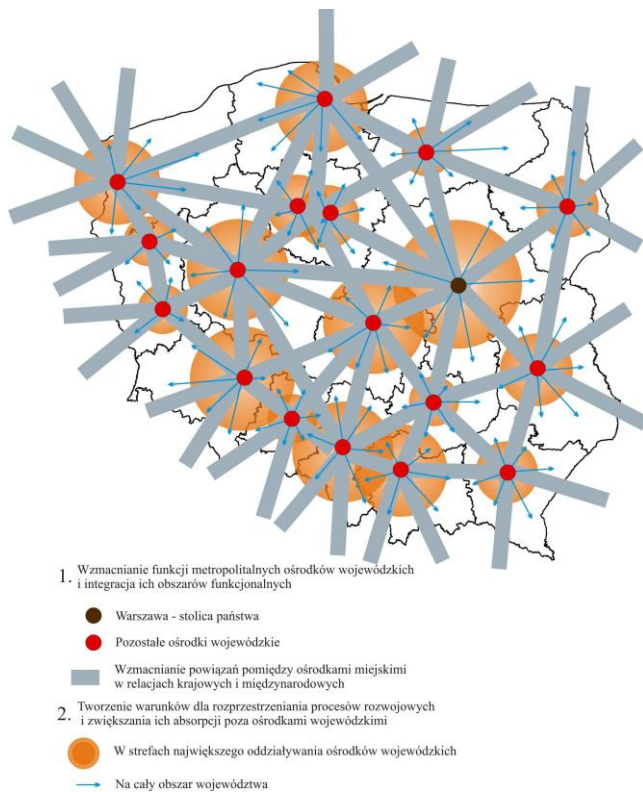 1. Wzmacnianie funkcji metropolitalnych ośrodków wojewódzkich
i integracja ich obszarów funkcjonalnych
Warszawa - stolica państwa
Pozostałe ośrodki wojewódzkie
Wzmacnianie powiązań pomiędzy ośrodkami miejskimi
w relacjach krajowych i międzynarodowych
2. Tworzenie warunków dla rozprzestrzeniania procesów rozwojowych
i zwiększania ich absorpcji poza ośrodkami wojewódzkimi
W strefach największego oddziaływania ośrodków wojewódzkich
Na cały obszar województwa